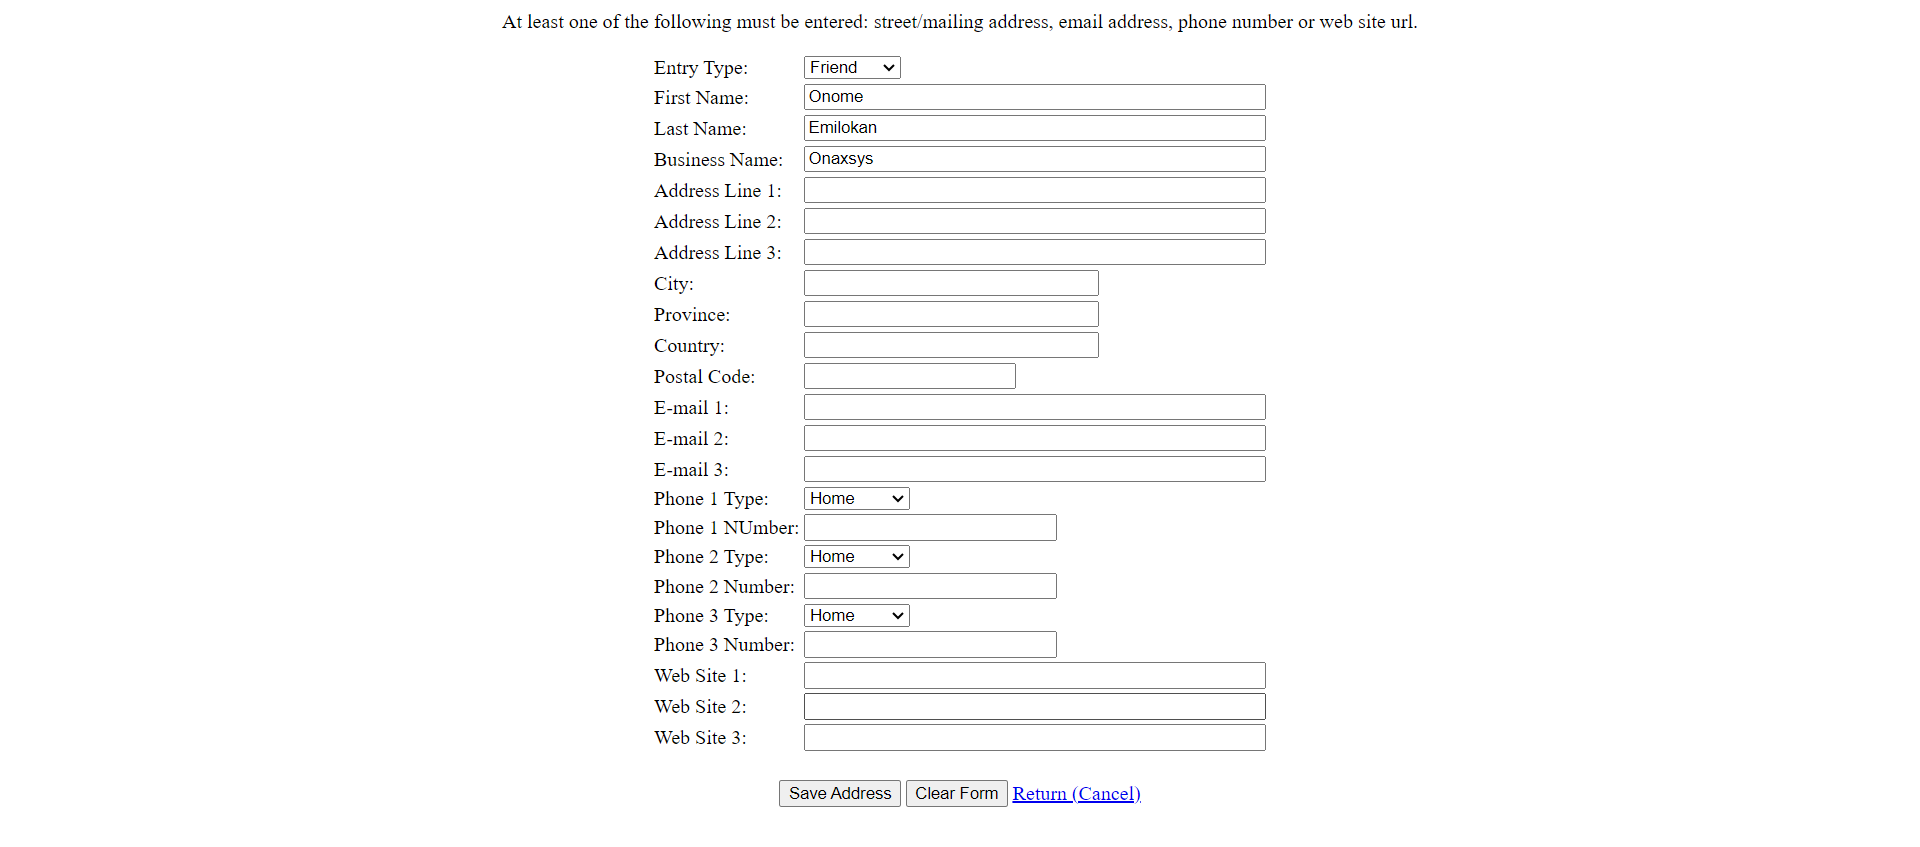 At least one of the following must be entered: street/mailing address, email address, phone number or web site url.
Entry Type: Friend
First Name: Onome
Last Name: Emilokan
Business Name: Onaxsys
Address Line 1:
Address Line 2:
Address Line 3:
City:
Province:
Country:
Postal Code:
E-mail 1:
E-mail 2:
E-mail 3:
Phone 1 Type: Home
Phone 1 NUmber:
Phone 2 Type: Home
Phone 2 Number:
Phone 3 Type: Home
Phone 3 Number:
Web Site 1:
Web Site 2:
Web Site 3:
Save Address Clear Form Return (Cancel)